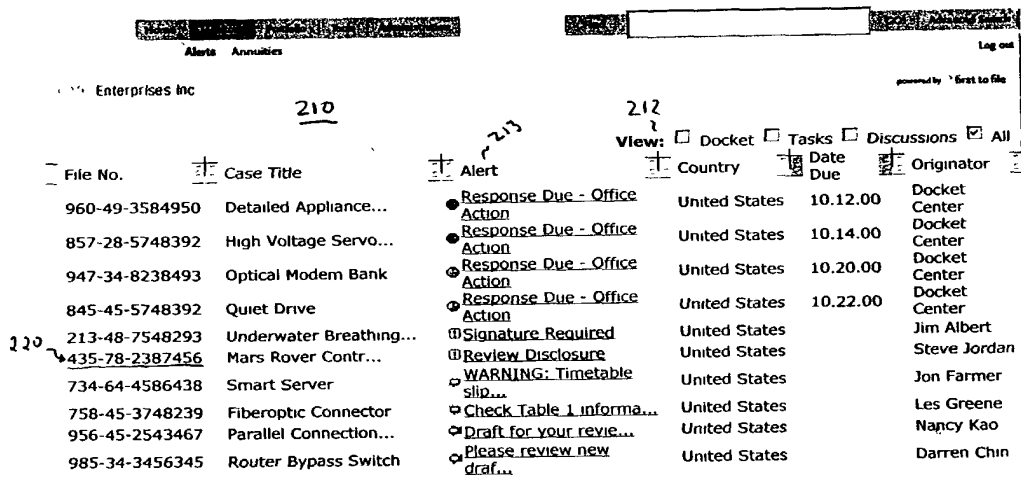 Alerts Annuities
Log out
Enterprises Inc
powered by first to file
210
212
213
View: Docket Tasks Discussions All
File No. Case Title Alert Country Date Due Originator
960-49-3584950 Detailed Appliance... Response Due - Office Action United States 10.12.00 Docket Center
857-28-5748392 High Voltage Servo... Response Due - Office Action United States 10.14.00 Docket Center
947-34-8238493 Optical Modem Bank Response Due - Office Action United States 10.20.00 Docket Center
845-45-5748392 Quiet Drive Response Due - Office Action United States 10.22.00 Docket Center
213-48-7548293 Underwater Breathing... Signature Required United States Jim Albert
220
435-78-2387456 Mars Rover Contr... Review Disclosure United States Steve Jordan
734-64-4586438 Smart Server WARNING: Timetable slip... United States Jon Farmer
758-45-3748239 Fiberoptic Connector Check Table 1 informa... United States Les Greene
956-45-2543467 Parallel Connection... Draft for your revie... United States Nancy Kao
985-34-3456345 Router Bypass Switch Please review new draf... United States Darren Chin